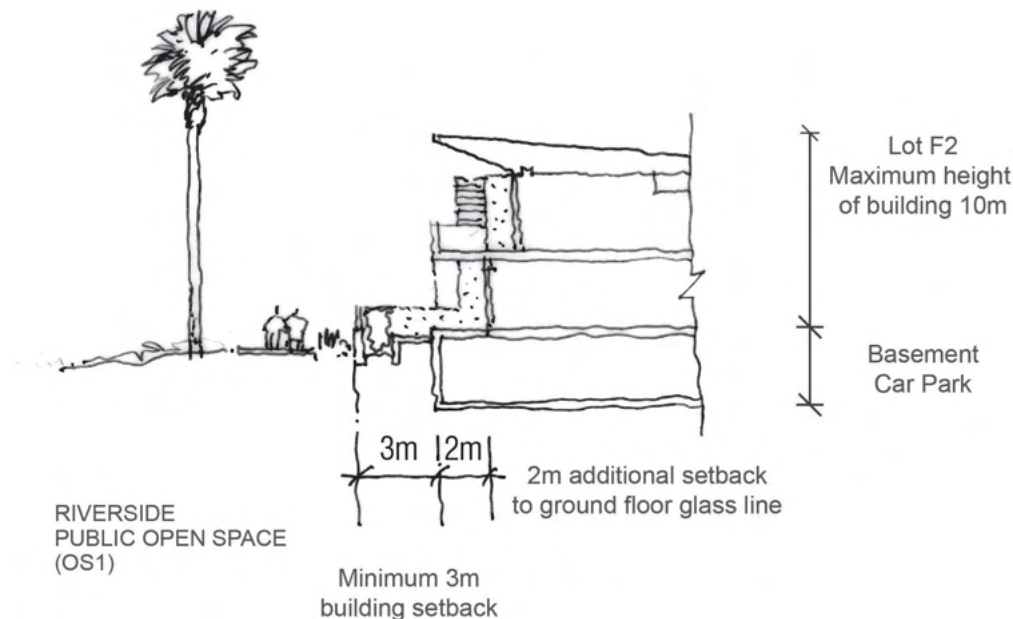 Lot F2
Maximum height
of building 10m
Basement
Car Park
3m
2m
2m additional setback
to ground floor glass line
RIVERSIDE
PUBLIC OPEN SPACE
(OS1)
Minimum 3m
building setback